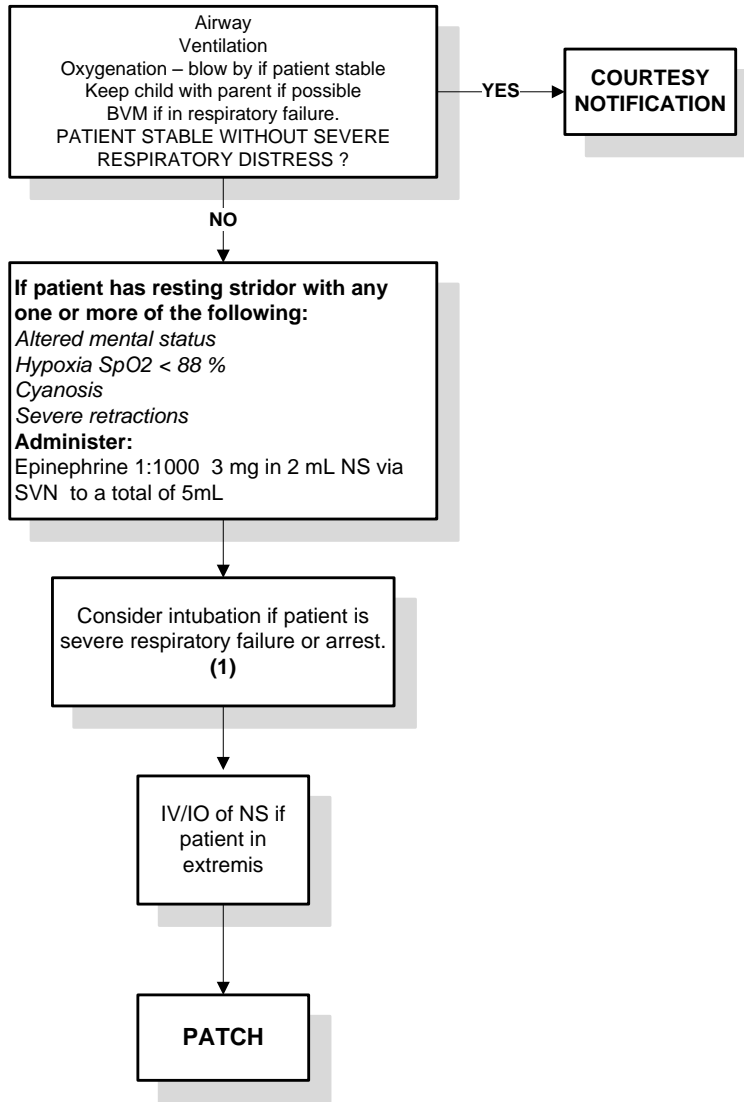 Airway
Ventilation
Oxygenation – blow by if patient stable
Keep child with parent if possible
BVM if in respiratory failure.
PATIENT STABLE WITHOUT SEVERE
RESPIRATORY DISTRESS ?
YES
COURTESY
NOTIFICATION
NO
If patient has resting stridor with any
one or more of the following:
Altered mental status
Hypoxia SpO2 < 88 %
Cyanosis
Severe retractions
Administer:
Epinephrine 1:1000  3 mg in 2 mL NS via
SVN  to a total of 5mL
Consider intubation if patient is
severe respiratory failure or arrest.
(1)
IV/IO of NS if
patient in
extremis
PATCH